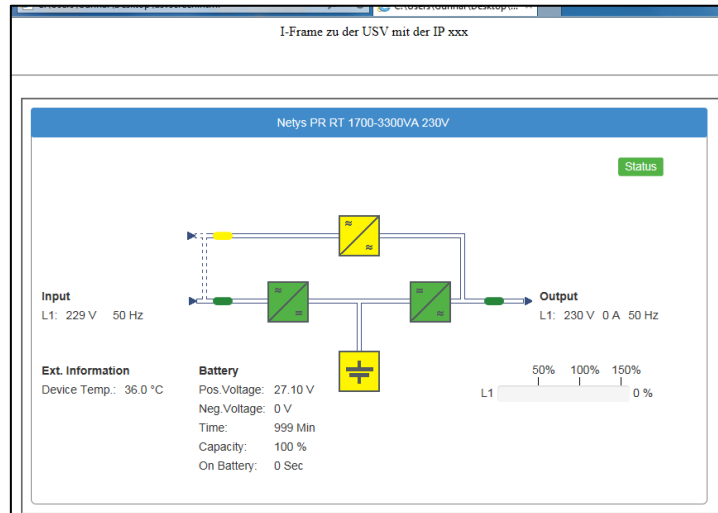 I-Frame zu der USV mit der IP xxx
Netys PR RT 1700-3300VA 230V
Status
Input
L1: 229 V 50 Hz
Output
L1: 230 V 0 A 50 Hz
Ext. Information
Device Temp.: 36.0 °C
Battery
Pos.Voltage: 27.10 V
Neg.Voltage: 0 V
Time: 999 Min
Capacity: 100 %
On Battery: 0 Sec
50% 100% 150%
L1 0 %